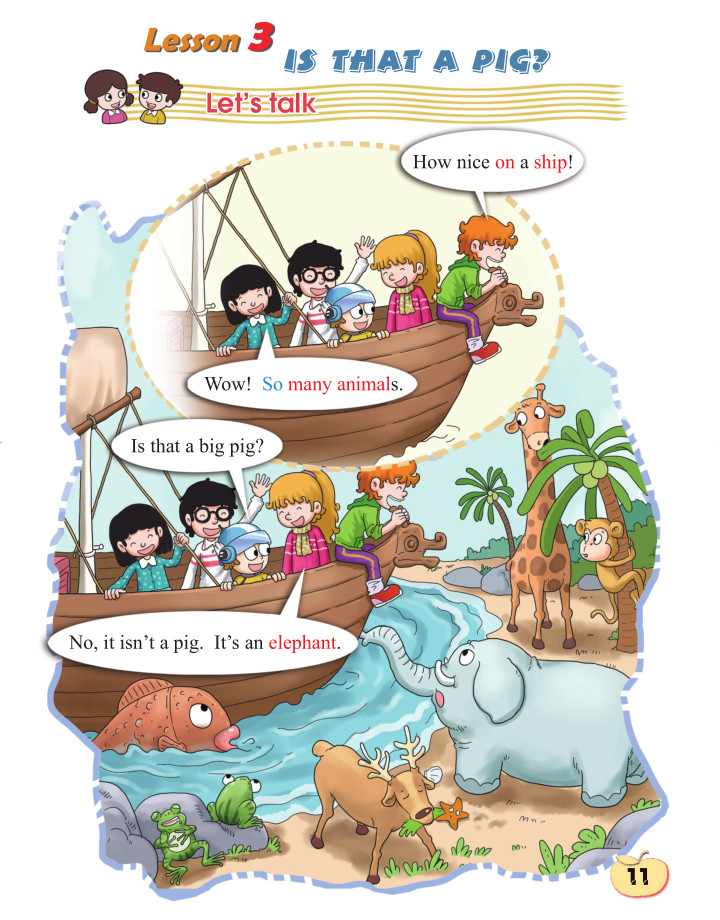 Lesson 3
IS THAT A PIG?
Let's talk
How nice on a ship!
Wow!  So many animals.
Is that a big pig?
No, it isn't a pig.  It's an elephant.
11